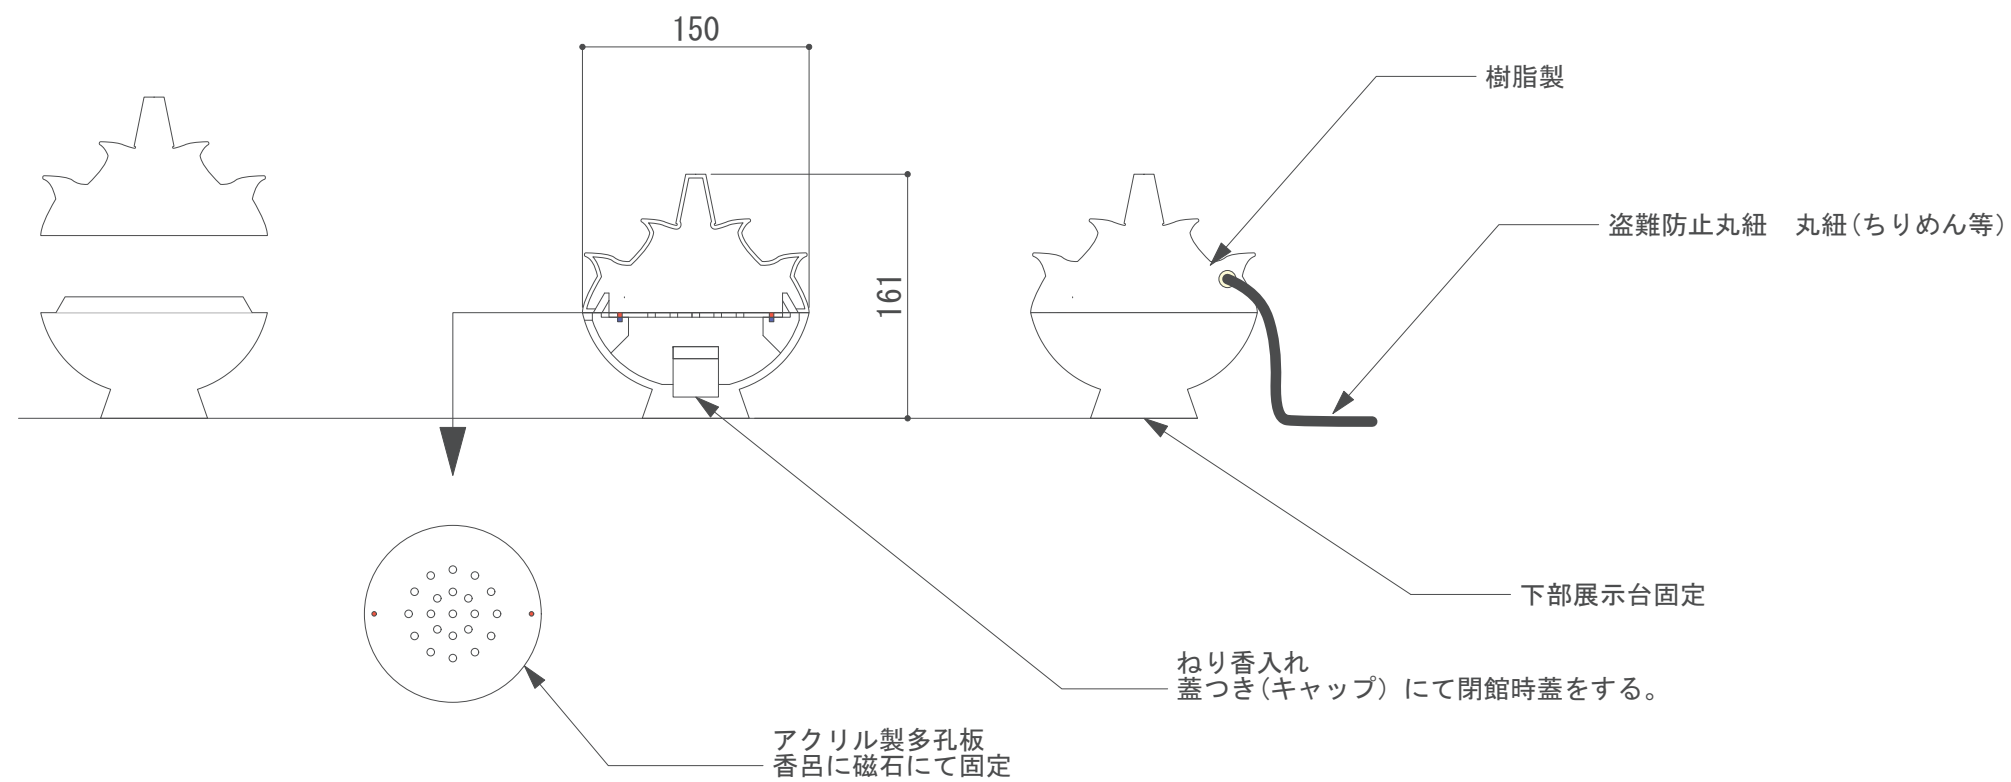 150
樹脂製
盗難防止丸紐　丸紐(ちりめん等)
161
下部展示台固定
ねり香入れ
蓋つき(キャップ) にて閉館時蓋をする。
アクリル製多孔板
香呂に磁石にて固定